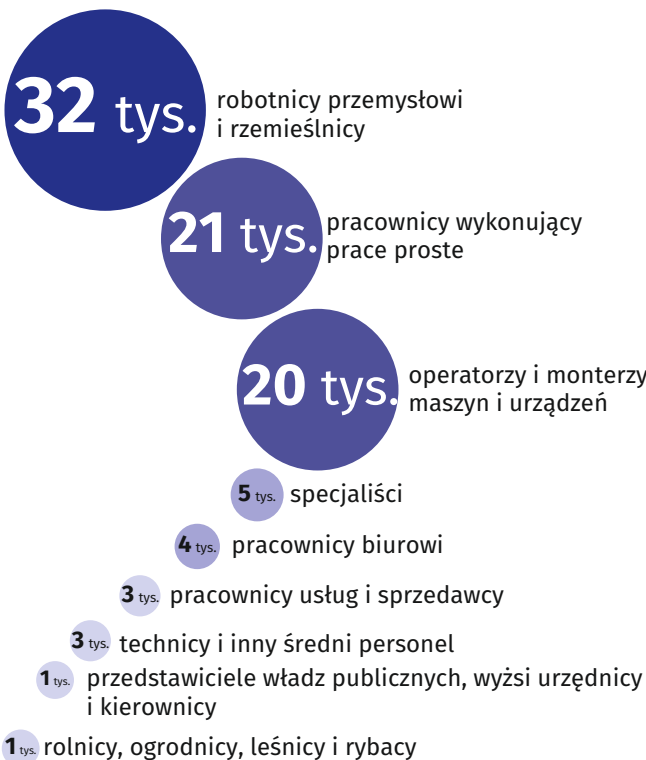 32 tys.
robotnicy przemysłowi
i rzemieślnicy
21 tys.
pracownicy wykonujący
prace proste
20 tys.
operatorzy i monterzy
maszyn i urządzeń
5 tys. specjaliści
4 tys. pracownicy biurowi
3 tys. pracownicy usług i sprzedawcy
3 tys. technicy i inny średni personel
1 tys. przedstawiciele władz publicznych, wyżsi urzędnicy
i kierownicy
1 tys. rolnicy, ogrodnicy, leśnicy i rybacy